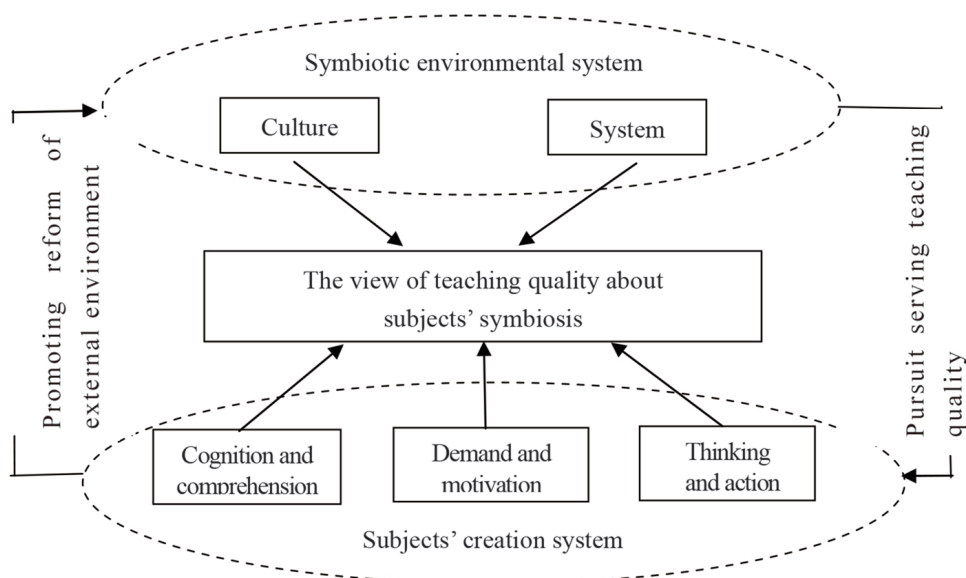 Symbiotic environmental system
Culture
System
Promoting reform of
external environment
The view of teaching quality about
subjects’ symbiosis
Pursuit serving teaching
quality
Cognition and
comprehension
Demand and
motivation
Thinking
and action
Subjects’ creation system